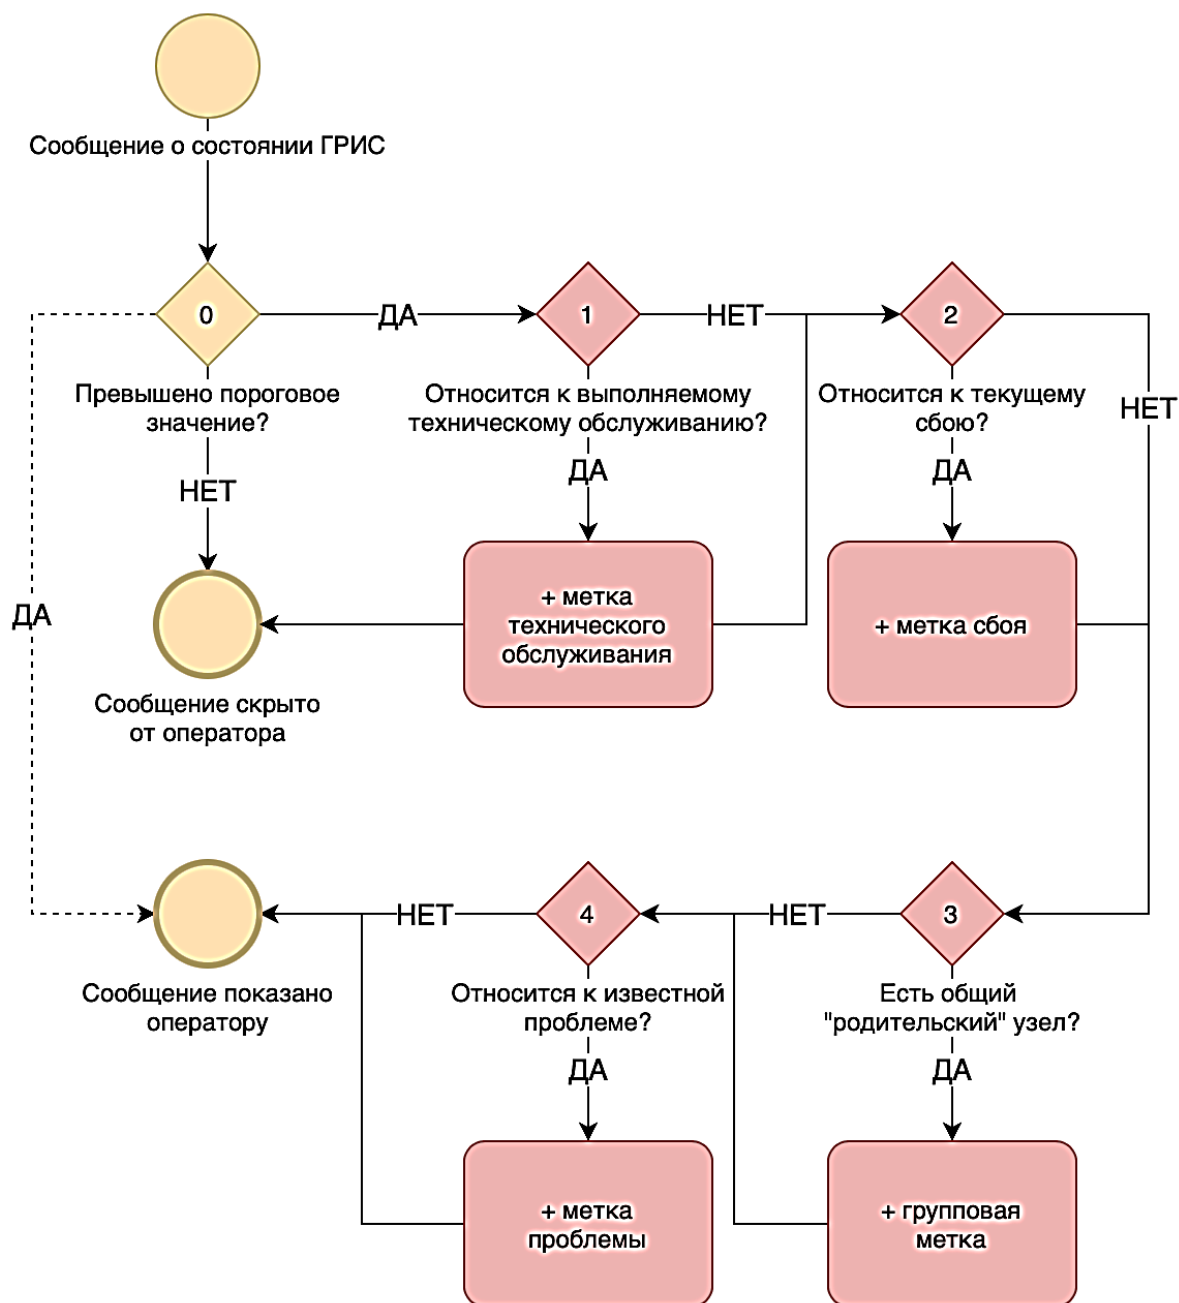 Сообщение о состоянии ГРИС
0
ДА
1
НЕТ
2
Превышено пороговое
значение?
Относится к выполняемому
техническому обслуживанию?
Относится к текущему
сбою?
НЕТ
НЕТ
ДА
ДА
+ метка
технического
обслуживания
+ метка сбоя
ДА
Сообщение скрыто
от оператора
НЕТ
4
НЕТ
3
Сообщение показано
оператору
Относится к известной
проблеме?
Есть общий
"родительский" узел?
ДА
ДА
+ метка
проблемы
+ групповая
метка